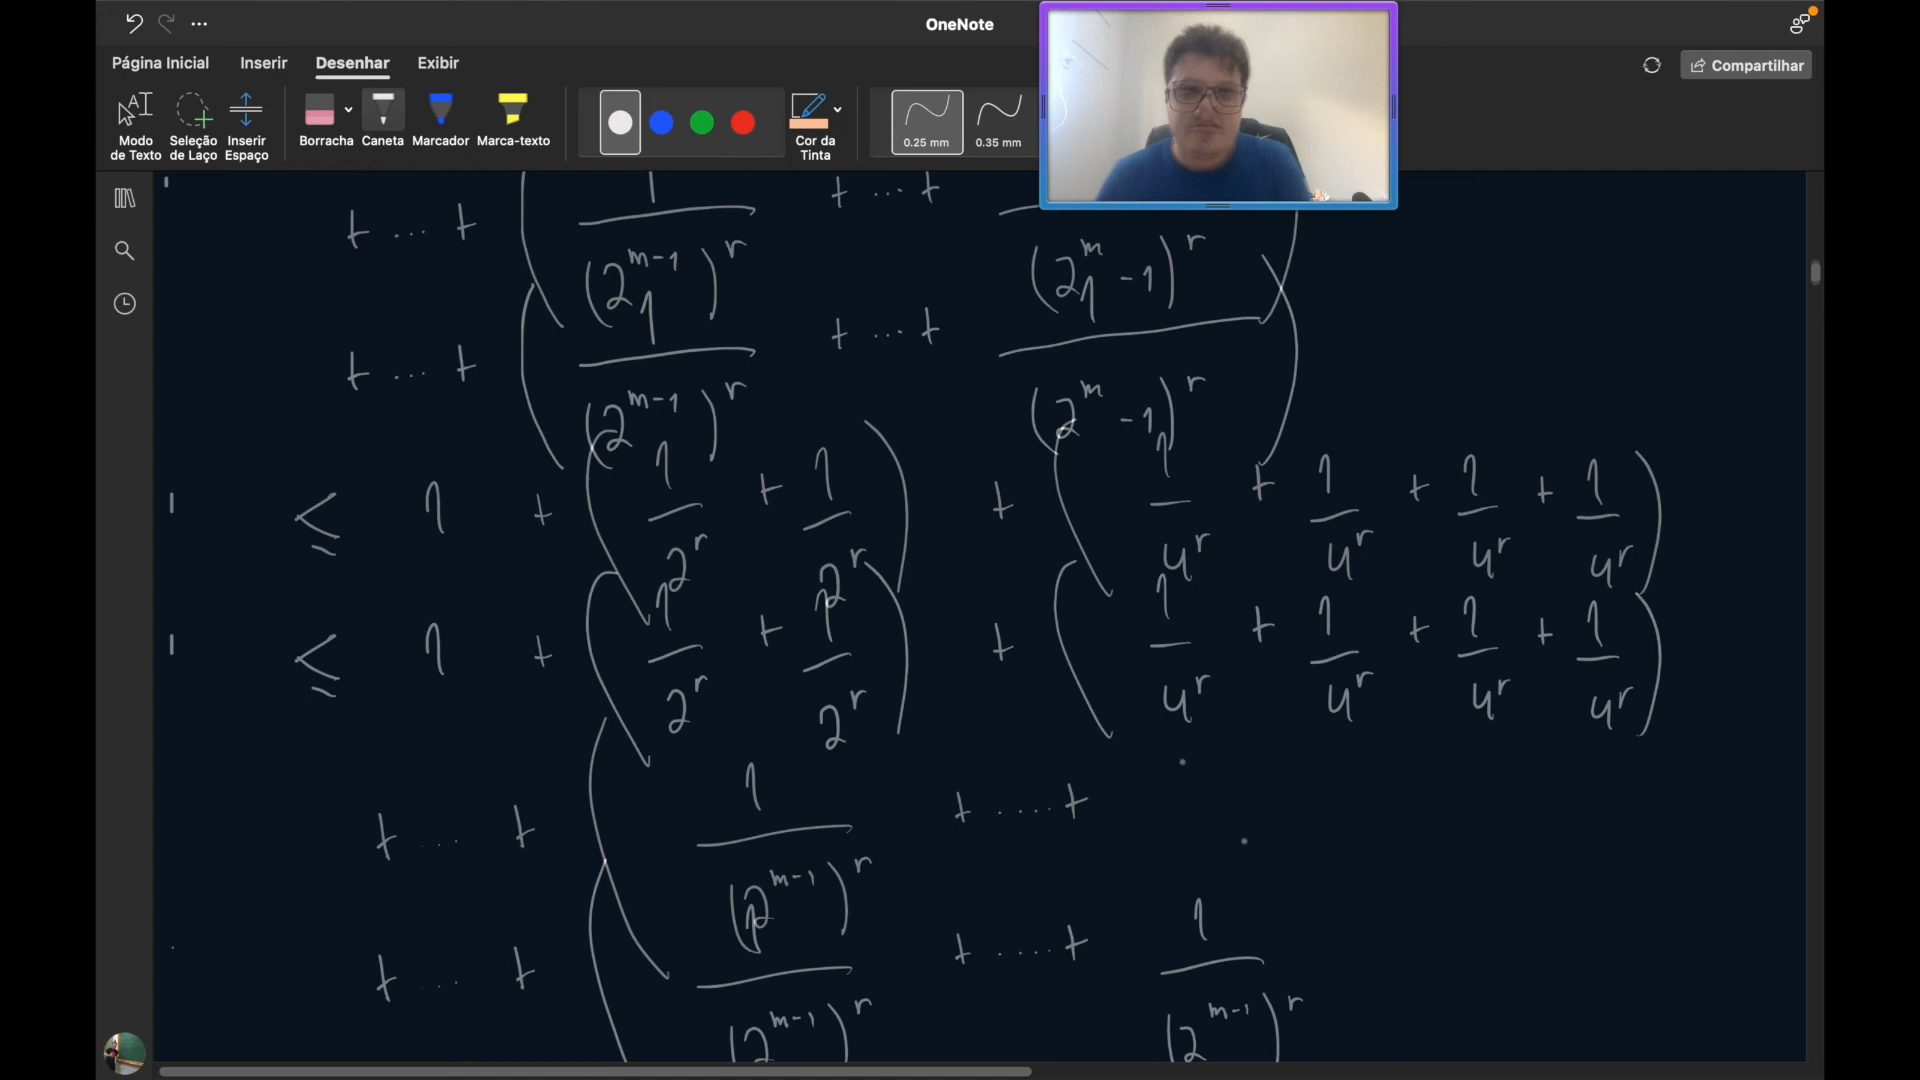 OneNote
Página Inicial Inserir Desenhar Exibir
Compartilhar
Modo de Texto
Seleção de Laço
Inserir Espaço
Borracha
Caneta
Marcador
Marca-texto
Cor da Tinta
0.25 mm
0.35 mm
+ ... + ( 1/(2^{m-1})^r + ... + /(2^m - 1)^r )
+ ... + ( 1/(2^{m-1})^r + ... + 1/(2^m - 1)^r )
≤ 1 + ( 1/2^r + 1/2^r ) + ( 1/4^r + 1/4^r + 1/4^r + 1/4^r )
≤ 1 + ( 1/2^r + 1/2^r ) + ( 1/4^r + 1/4^r + 1/4^r + 1/4^r )
+ .... + ( 1/(2^{m-1})^r + ..... +
+ .... + ( 1/(2^{m-1})^r + ..... + 1/(2^{m-1})^r